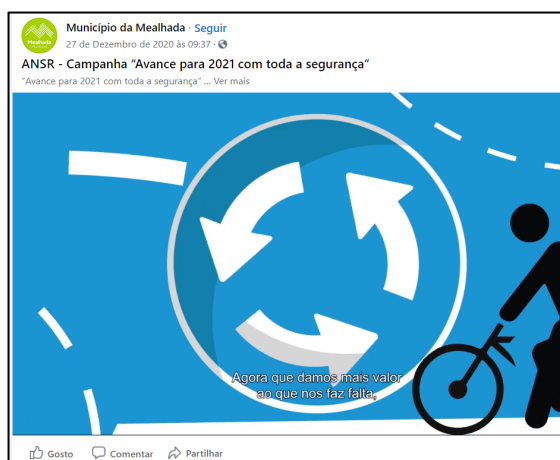 Município da Mealhada · Seguir
27 de Dezembro de 2020 às 09:37 ·
ANSR - Campanha “Avance para 2021 com toda a segurança”
“Avance para 2021 com toda a segurança” ... Ver mais
Agora que damos mais valor
ao que nos faz falta,
Gosto Comentar Partilhar